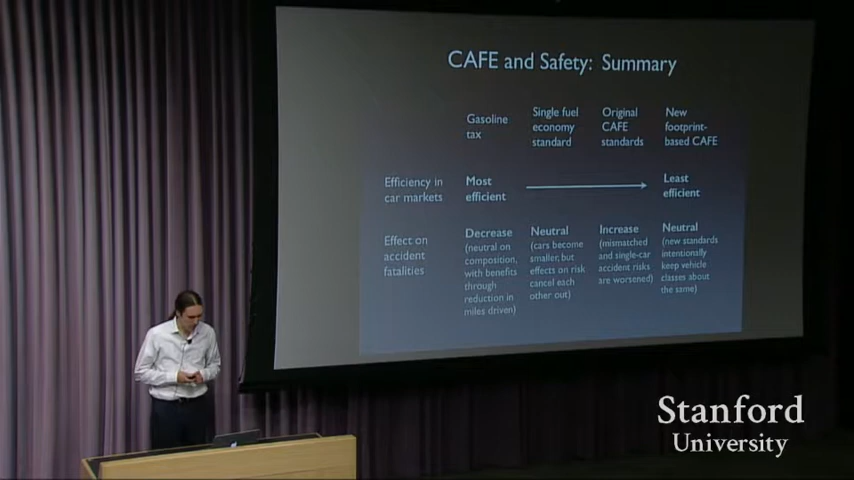 CAFE and Safety: Summary
Gasoline
tax
Single fuel
economy
standard
Original
CAFE
standards
New
footprint-
based CAFE
Efficiency in
car markets
Most
efficient
Least
efficient
Effect on
accident
fatalities
Decrease
(neutral on
composition,
with benefits
through
reduction in
miles driven)
Neutral
(cars become
smaller, but
effects on risk
cancel each
other out)
Increase
(mismatched
and single-car
accident risks
are worsened)
Neutral
(new standards
intentionally
keep vehicle
classes about
the same)
Stanford
University